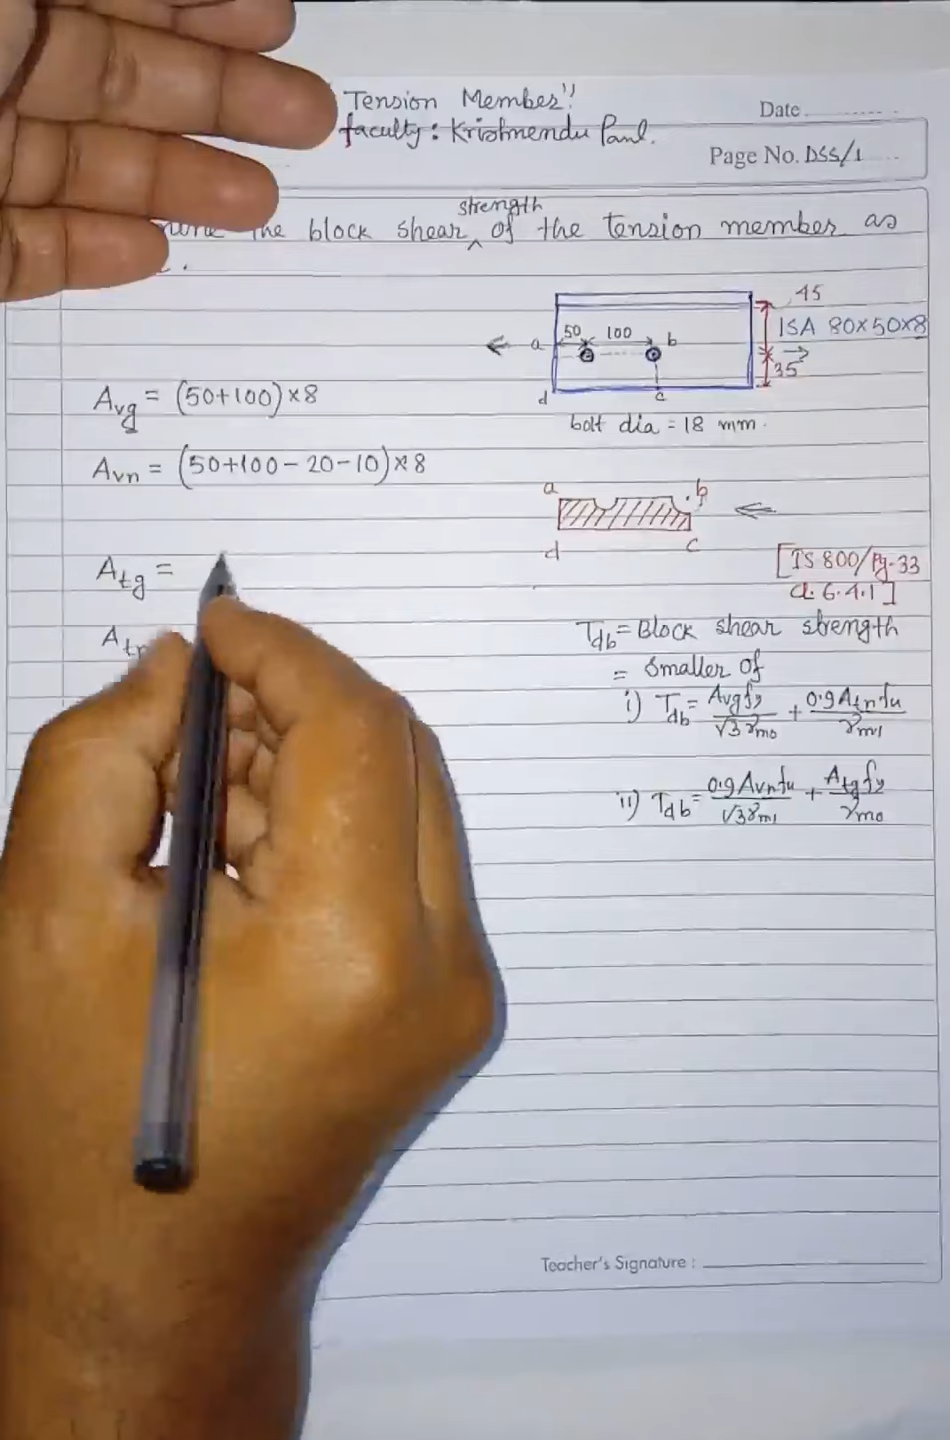 Tension Member"
faculty: Krishnendu Paul.
Date
Page No. DSS/1
strength
the block shear ^ of the tension member as
45
ISA 80×50×8
50 100
a b
35
d c
bolt dia = 18 mm.
Avg = (50+100)×8
Avn = (50+100-20-10)×8
a b
d c
[IS 800/Pg-33
Cl. 6.4.1]
Atg =
Tdb = Block shear strength
= smaller of
i) Tdb = Avg fy/√3 γm0 + 0.9 Atn fu/γm1
ii) Tdb = 0.9 Avn fu/√3 γm1 + Atg fy/γm0
Teacher's Signature :